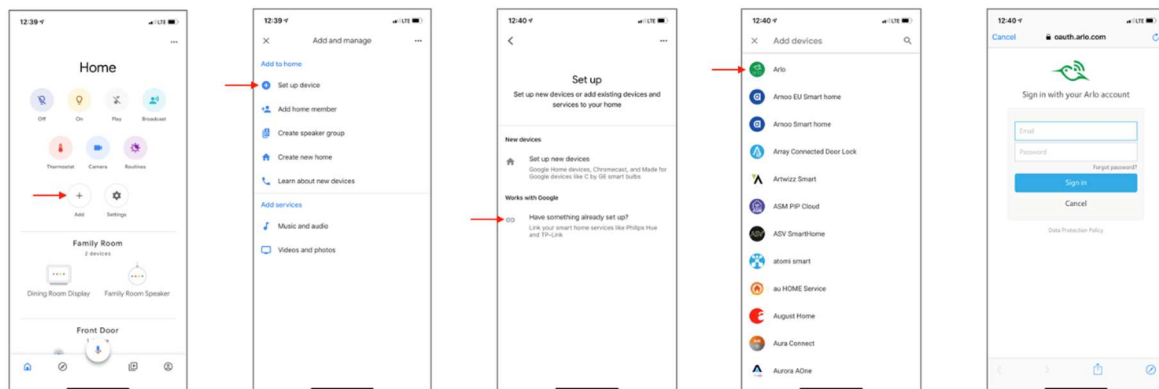 12:39
LTE
Home
Off
On
Play
Broadcast
Thermostat
Camera
Routines
Add
Settings
Family Room
2 devices
Dining Room Display
Family Room Speaker
Front Door
12:39
LTE
Add and manage
Add to home
Set up device
Add home member
Create speaker group
Create new home
Learn about new devices
Add services
Music and audio
Videos and photos
12:40
LTE
Set up
Set up new devices or add existing devices and
services to your home
New devices
Set up new devices
Google Home devices, Chromecast, and Made for
Google devices like C by GE smart bulbs
Works with Google
Have something already set up?
Link your smart home services like Philips Hue
and TP-Link
12:40
LTE
Add devices
Arlo
Arnoo EU Smart home
Arnoo Smart home
Array Connected Door Lock
Artwizz Smart
ASM PIP Cloud
ASV SmartHome
atomi smart
au HOME Service
August Home
Aura Connect
Aurora AOne
12:40
LTE
Cancel
oauth.arlo.com
Sign in with your Arlo account
Email
Password
Forgot password?
Sign in
Cancel
Data Protection Policy